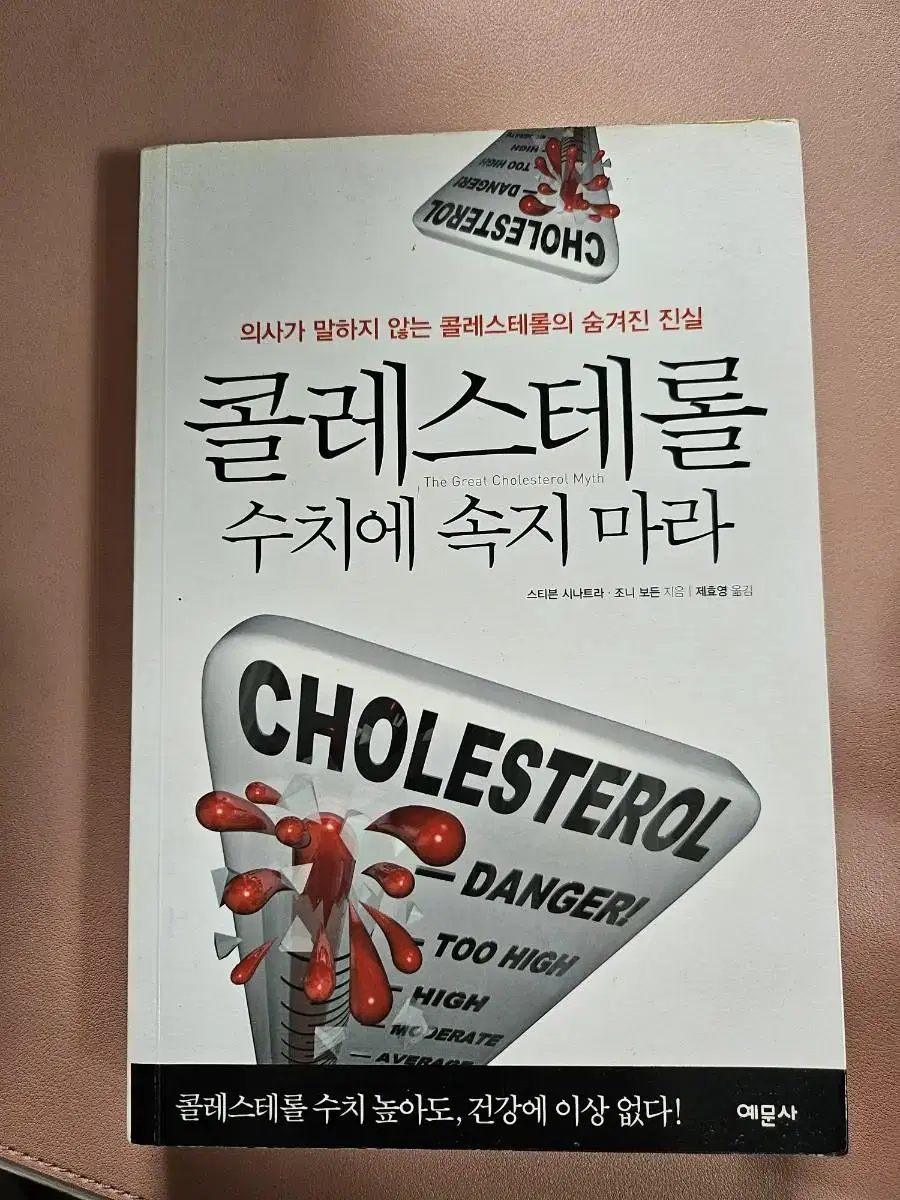 AVERAGE
MODERATE
HIGH
TOO HIGH
DANGER!
CHOLESTEROL
의사가 말하지 않는 콜레스테롤의 숨겨진 진실
콜레스테롤
The Great Cholesterol Myth
수치에 속지 마라
스티븐 시나트라 · 조니 보든 지음 | 제효영 옮김
CHOLESTEROL
DANGER!
TOO HIGH
HIGH
MODERATE
AVERAGE
콜레스테롤 수치 높아도, 건강에 이상 없다!
예문사